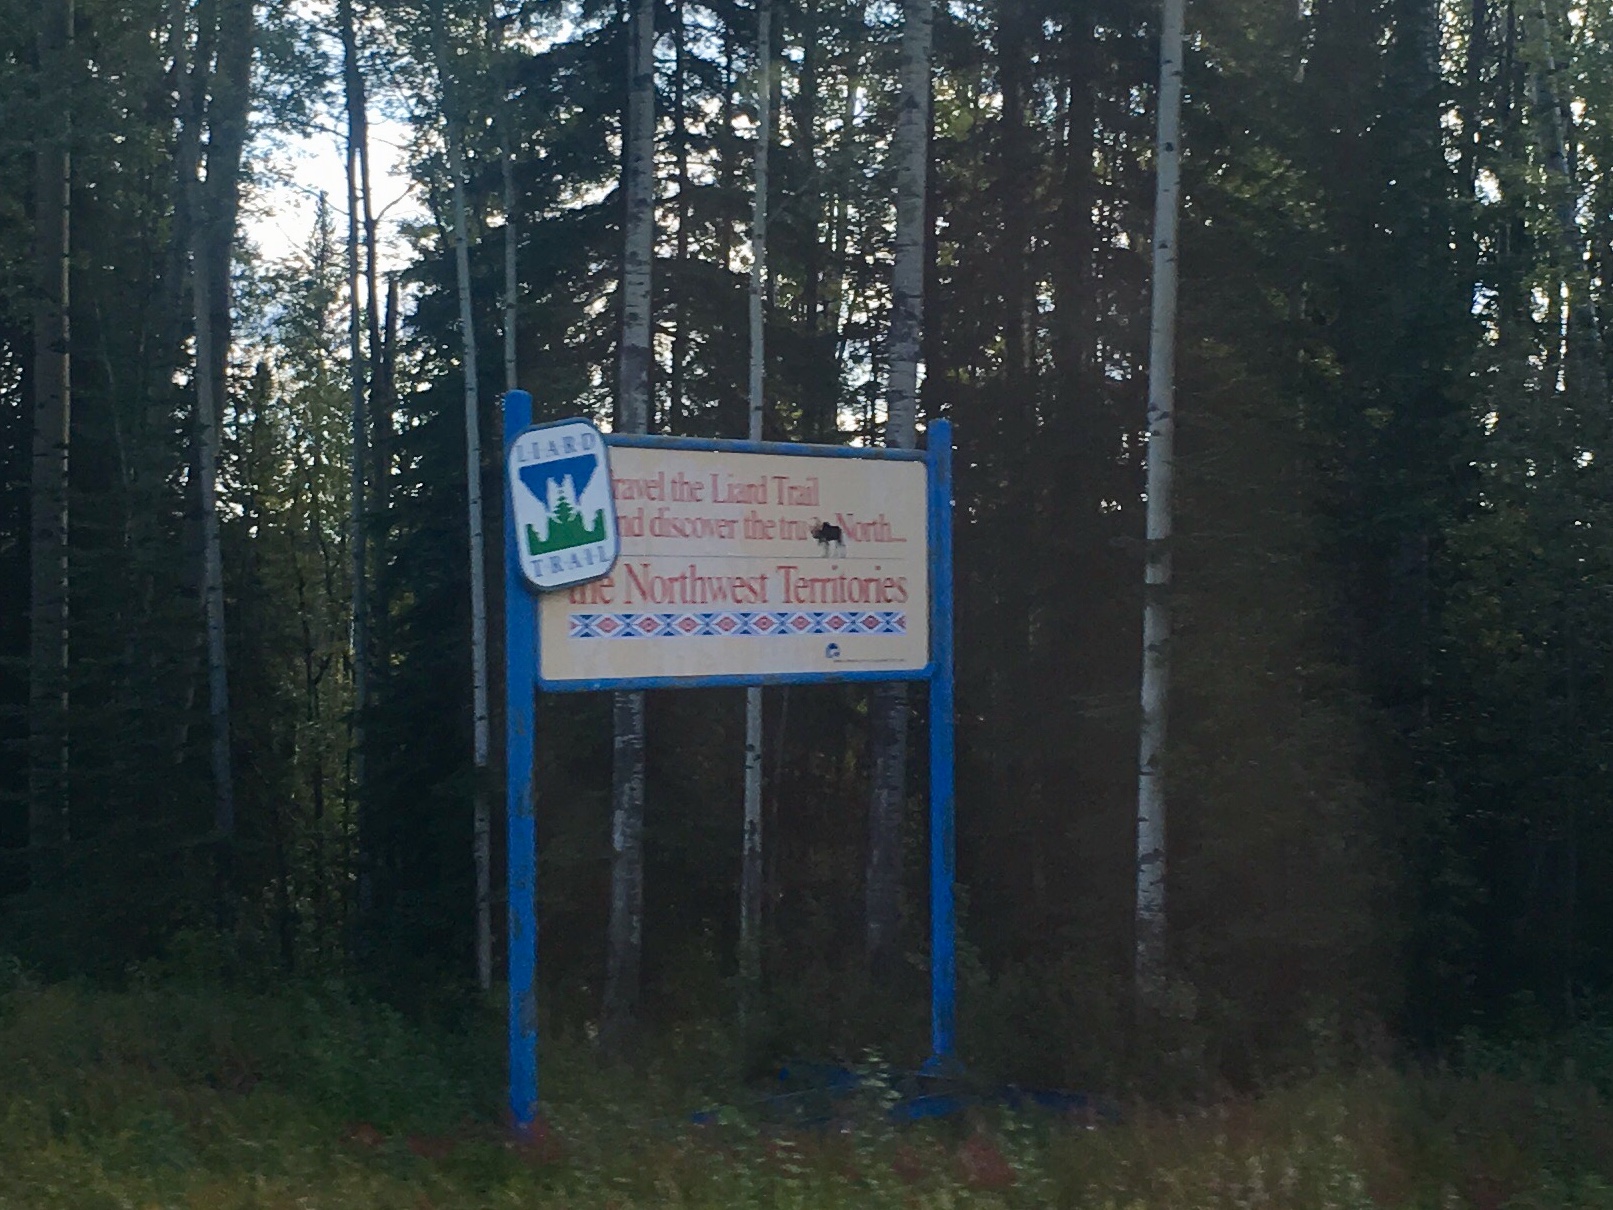 LIARD
TRAIL
ravel the Liard Trail
nd discover the tru North...
the Northwest Territories